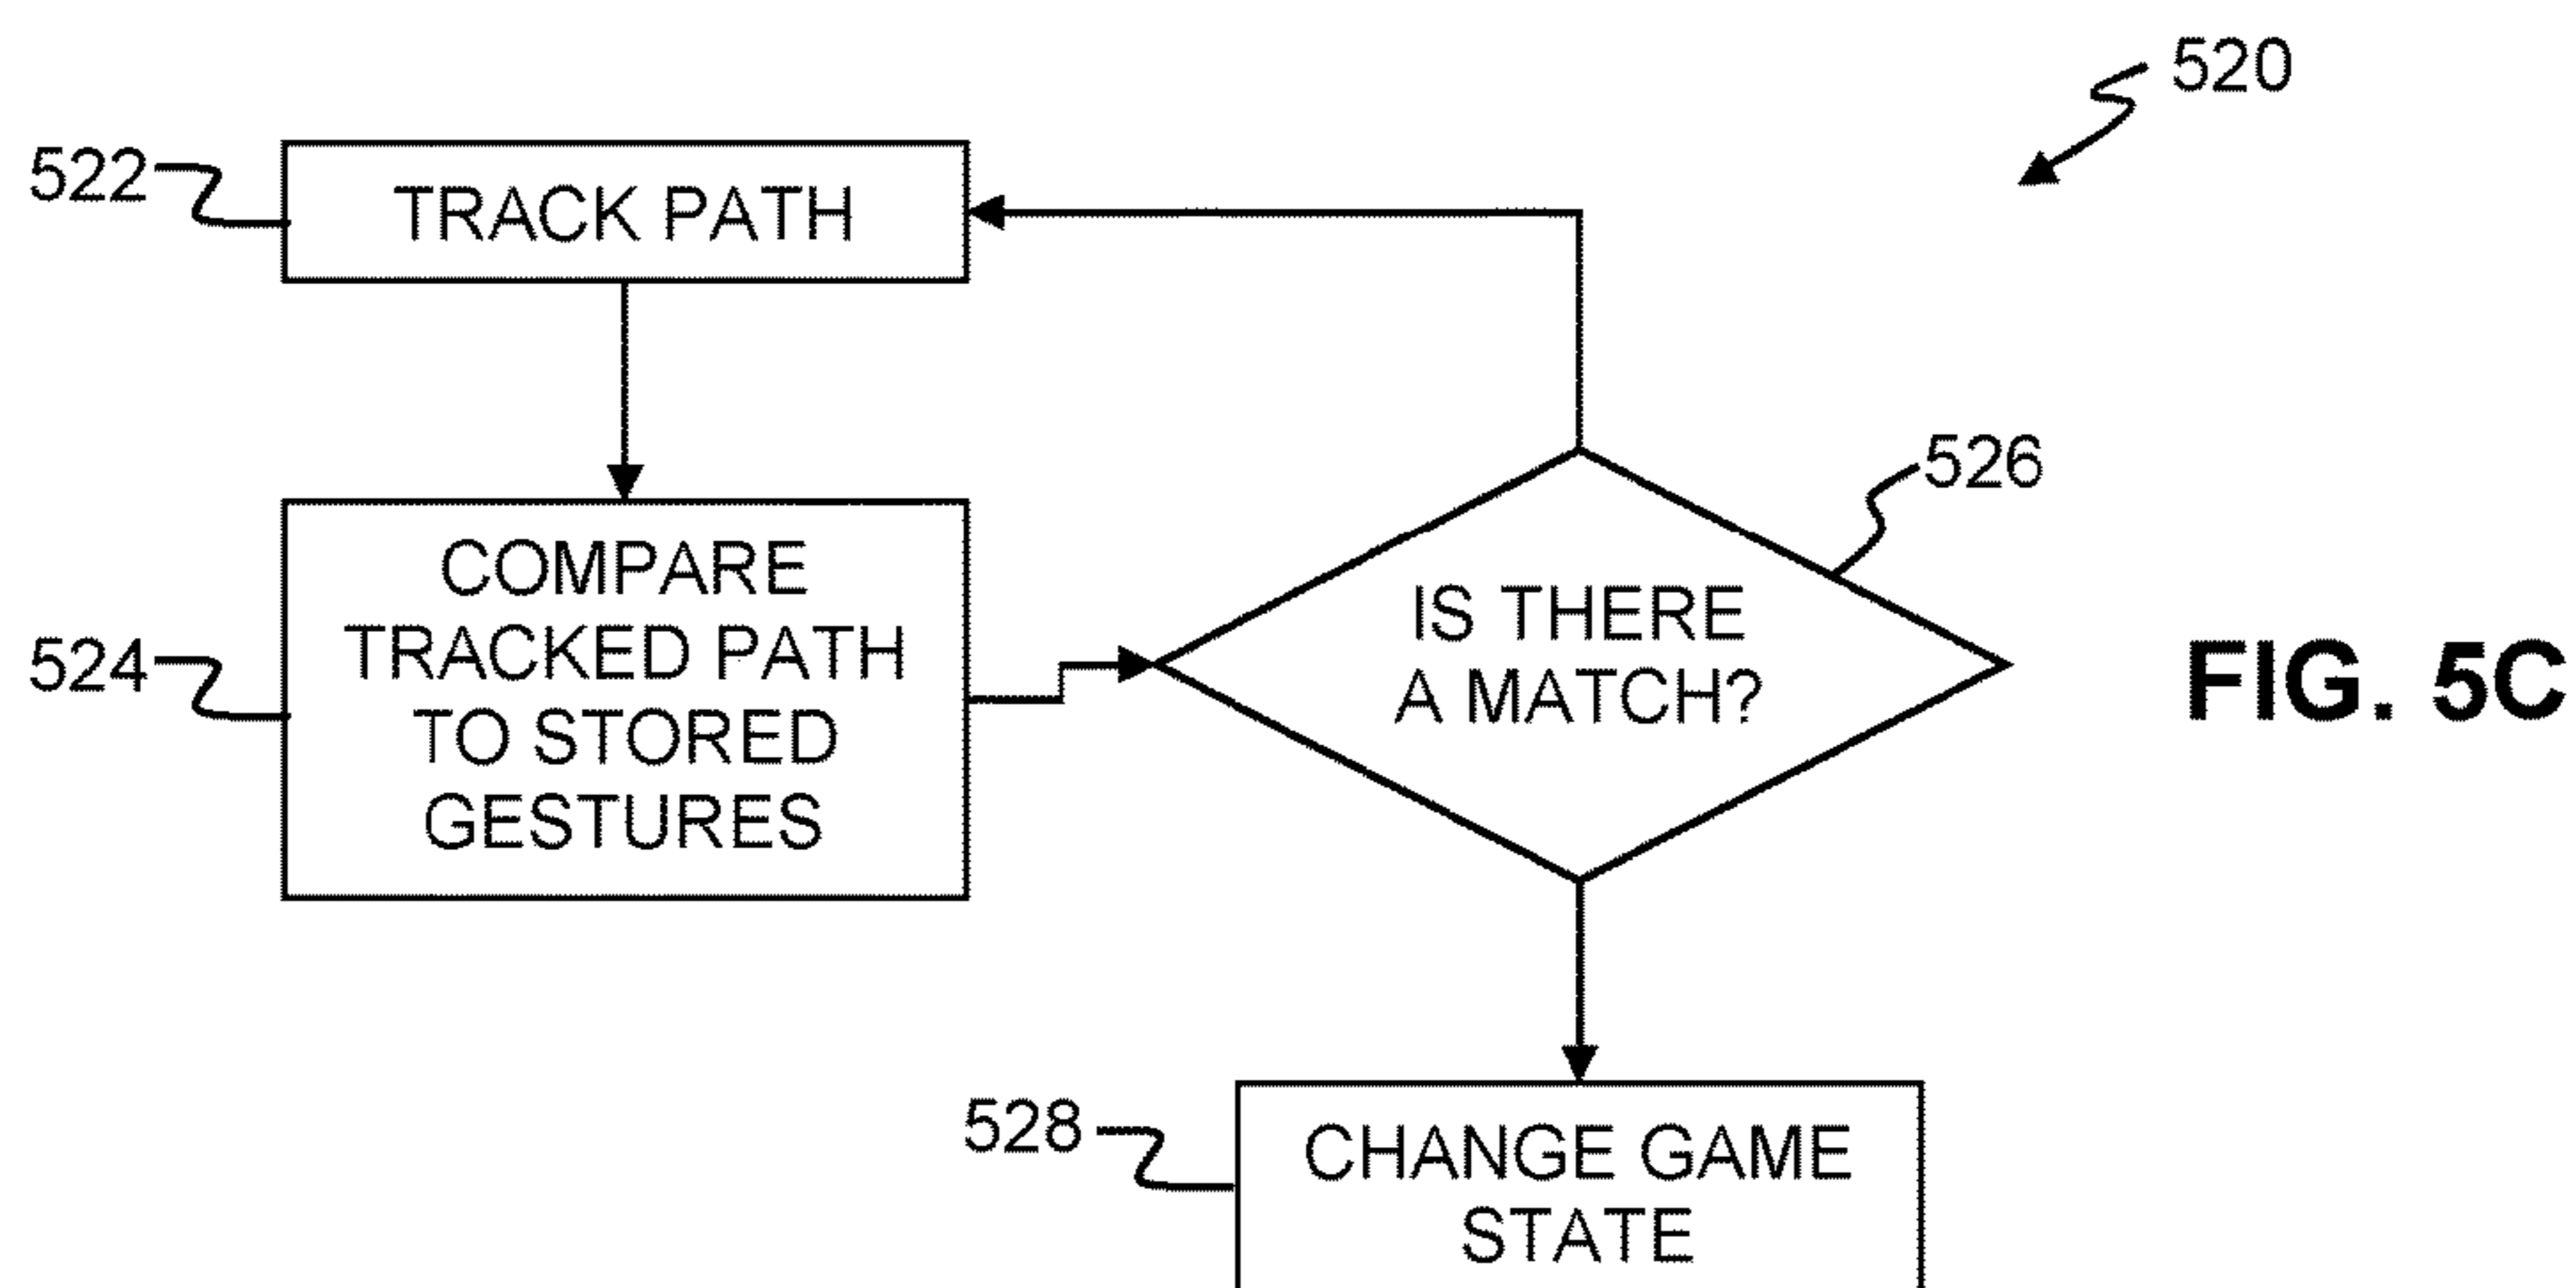 520
522
TRACK PATH
526
COMPARE
TRACKED PATH
TO STORED
GESTURES
524
IS THERE
A MATCH?
FIG. 5C
528
CHANGE GAME
STATE